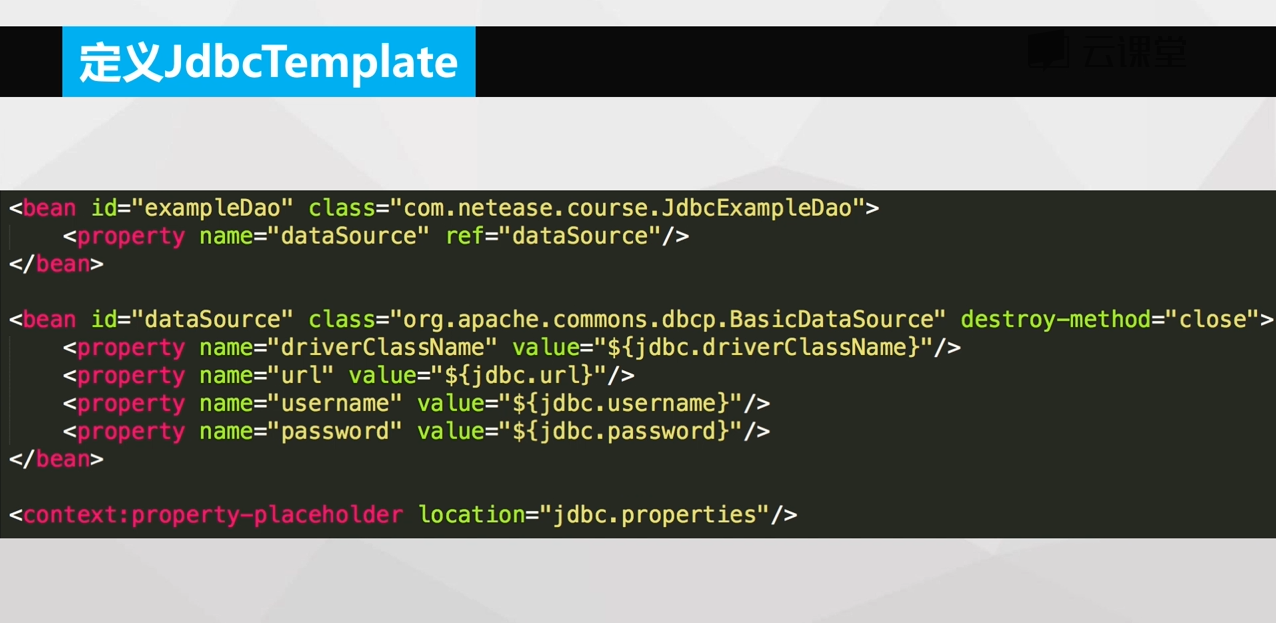 定义JdbcTemplate
云课堂
<bean id="exampleDao" class="com.netease.course.JdbcExampleDao">
    <property name="dataSource" ref="dataSource"/>
</bean>
<bean id="dataSource" class="org.apache.commons.dbcp.BasicDataSource" destroy-method="close">
    <property name="driverClassName" value="${jdbc.driverClassName}"/>
    <property name="url" value="${jdbc.url}"/>
    <property name="username" value="${jdbc.username}"/>
    <property name="password" value="${jdbc.password}"/>
</bean>
<context:property-placeholder location="jdbc.properties"/>